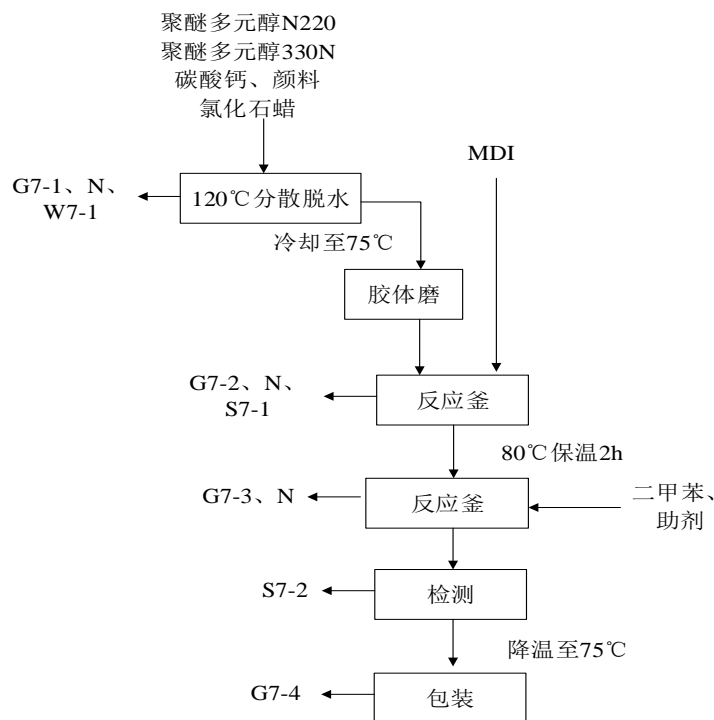 聚醚多元醇N220
聚醚多元醇330N
碳酸钙、颜料
氯化石蜡
MDI
G7-1、N、
W7-1
120℃分散脱水
冷却至75℃
胶体磨
G7-2、N、
S7-1
反应釜
80℃保温2h
G7-3、N
反应釜
二甲苯、
助剂
S7-2
检测
降温至75℃
G7-4
包装